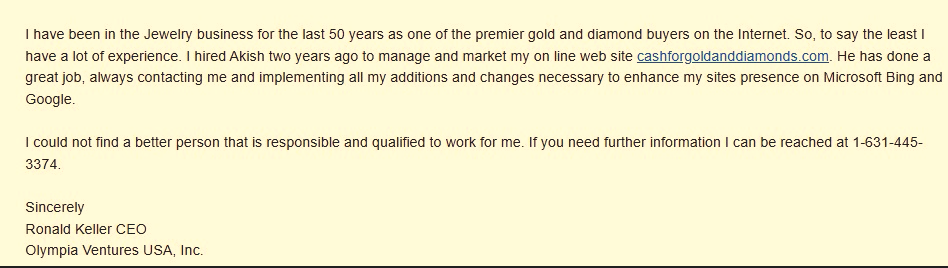 I have been in the Jewelry business for the last 50 years as one of the premier gold and diamond buyers on the Internet. So, to say the least I
have a lot of experience. I hired Akish two years ago to manage and market my on line web site cashforgoldanddiamonds.com. He has done a
great job, always contacting me and implementing all my additions and changes necessary to enhance my sites presence on Microsoft Bing and
Google.
I could not find a better person that is responsible and qualified to work for me. If you need further information I can be reached at 1-631-445-
3374.
Sincerely
Ronald Keller CEO
Olympia Ventures USA, Inc.